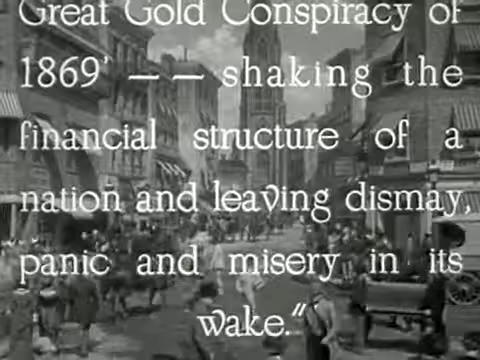 Great Gold Conspiracy of
1869' — — shaking the
financial structure of a
nation and leaving dismay,
panic and misery in its
wake."